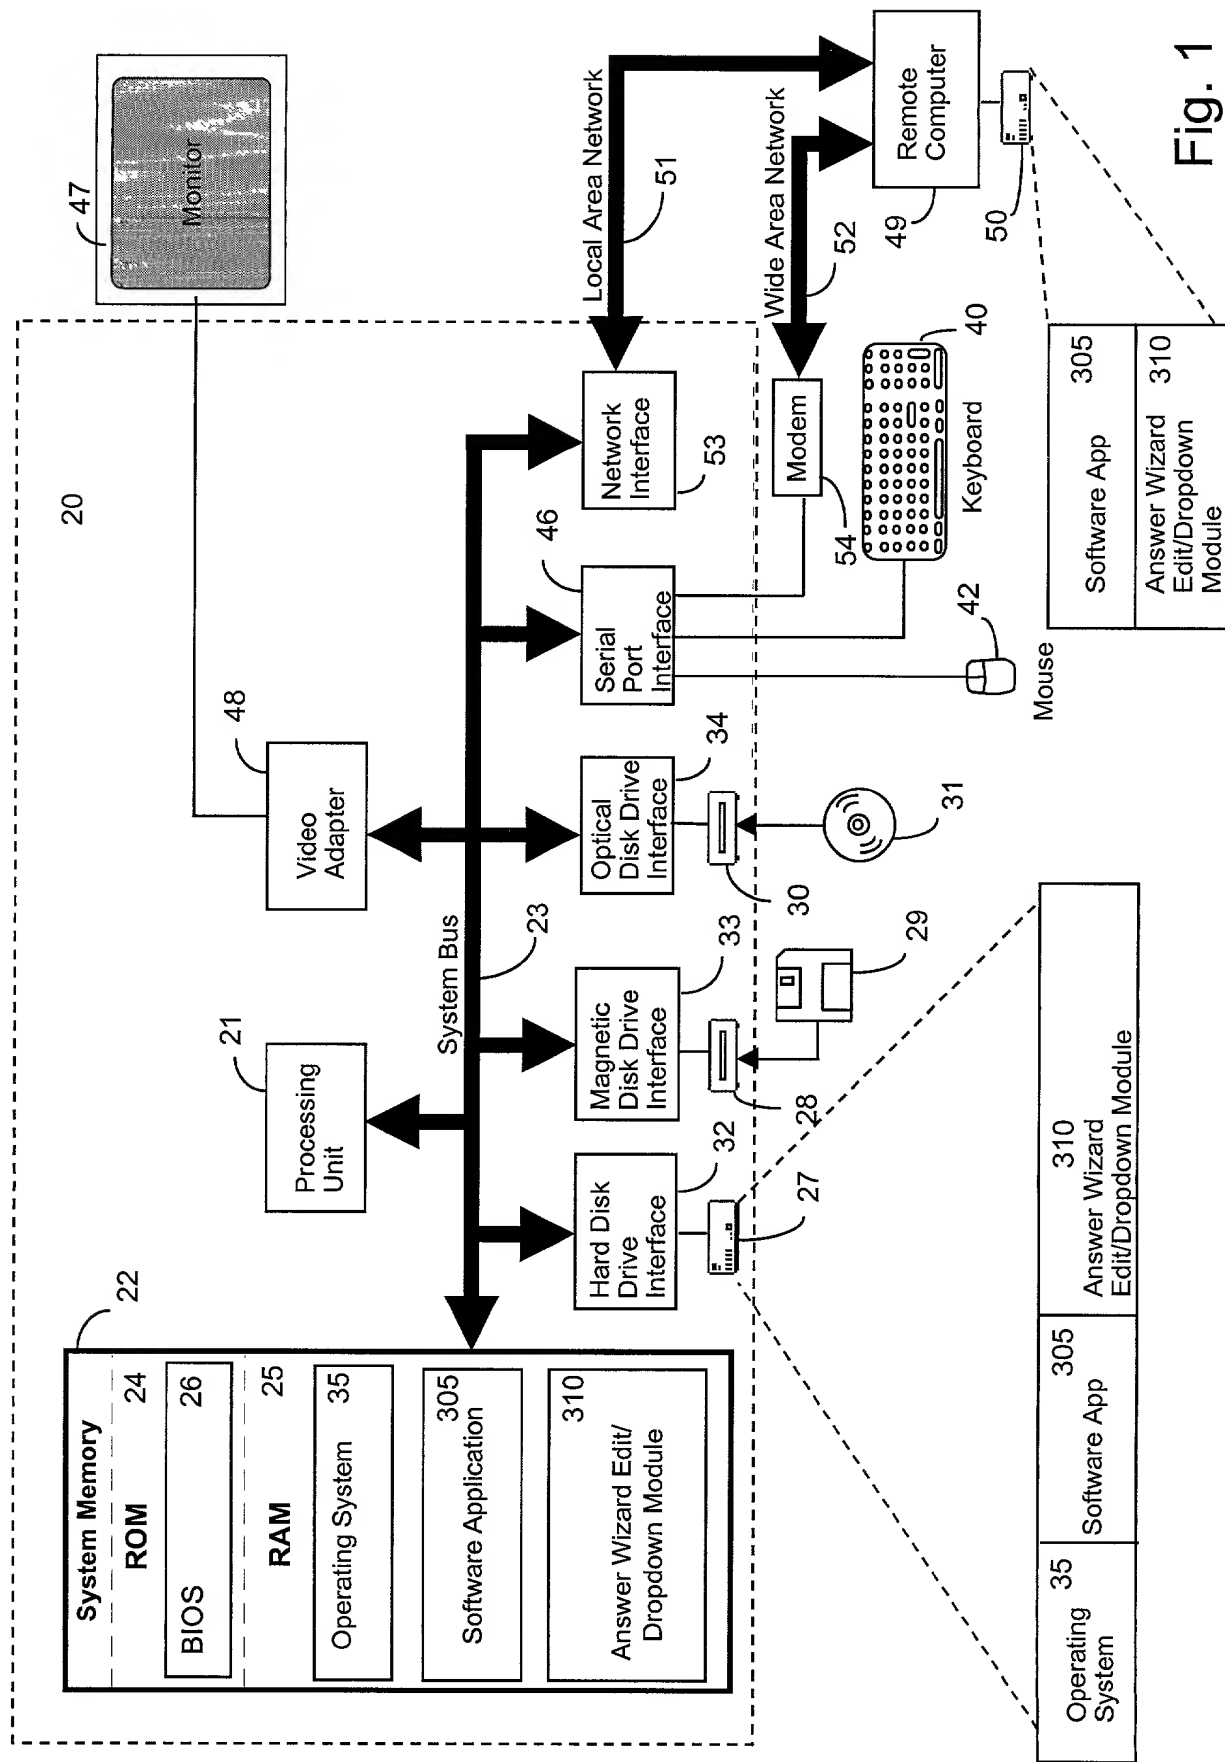 System Memory
ROM
24
BIOS
26
RAM
25
Operating System
35
Software Application
305
Answer Wizard Edit/
Dropdown Module
310
22
Processing
Unit
21
Video
Adapter
48
20
47
Monitor
System Bus
23
Hard Disk
Drive
Interface
32
Magnetic
Disk Drive
Interface
33
Optical
Disk Drive
Interface
34
Serial
Port
Interface
46
Network
Interface
53
Local Area Network
51
Wide Area Network
52
Modem
54
27
28
29
30
31
Mouse
42
Keyboard
40
Remote
Computer
49
50
Operating
System
35
Software App
305
Answer Wizard
Edit/Dropdown Module
310
Software App
305
Answer Wizard
Edit/Dropdown
Module
310
Fig. 1